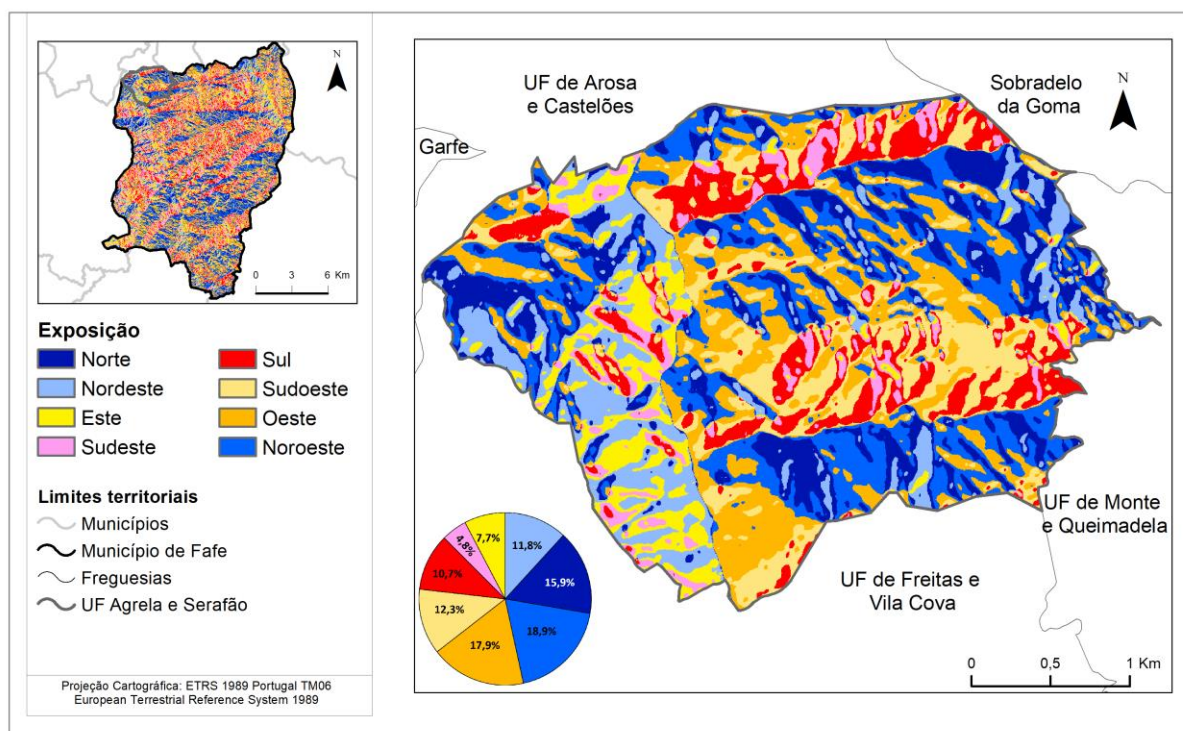 N
0 3 6 Km
Exposição
Norte
Nordeste
Este
Sudeste
Sul
Sudoeste
Oeste
Noroeste
Limites territoriais
Municípios
Município de Fafe
Freguesias
UF Agrela e Serafão
Projeção Cartográfica: ETRS 1989 Portugal TM06
European Terrestrial Reference System 1989
UF de Arosa
e Castelões
Sobradelo
da Goma
N
Garfe
UF de Monte
e Queimadela
UF de Freitas e
Vila Cova
7,7%
11,8%
4,8%
15,9%
10,7%
12,3%
18,9%
17,9%
0 0,5 1 Km